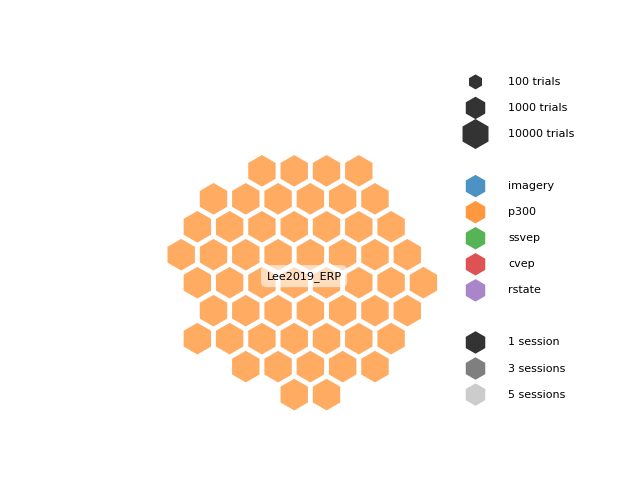 100 trials
1000 trials
10000 trials
imagery
p300
ssvep
cvep
rstate
Lee2019_ERP
1 session
3 sessions
5 sessions